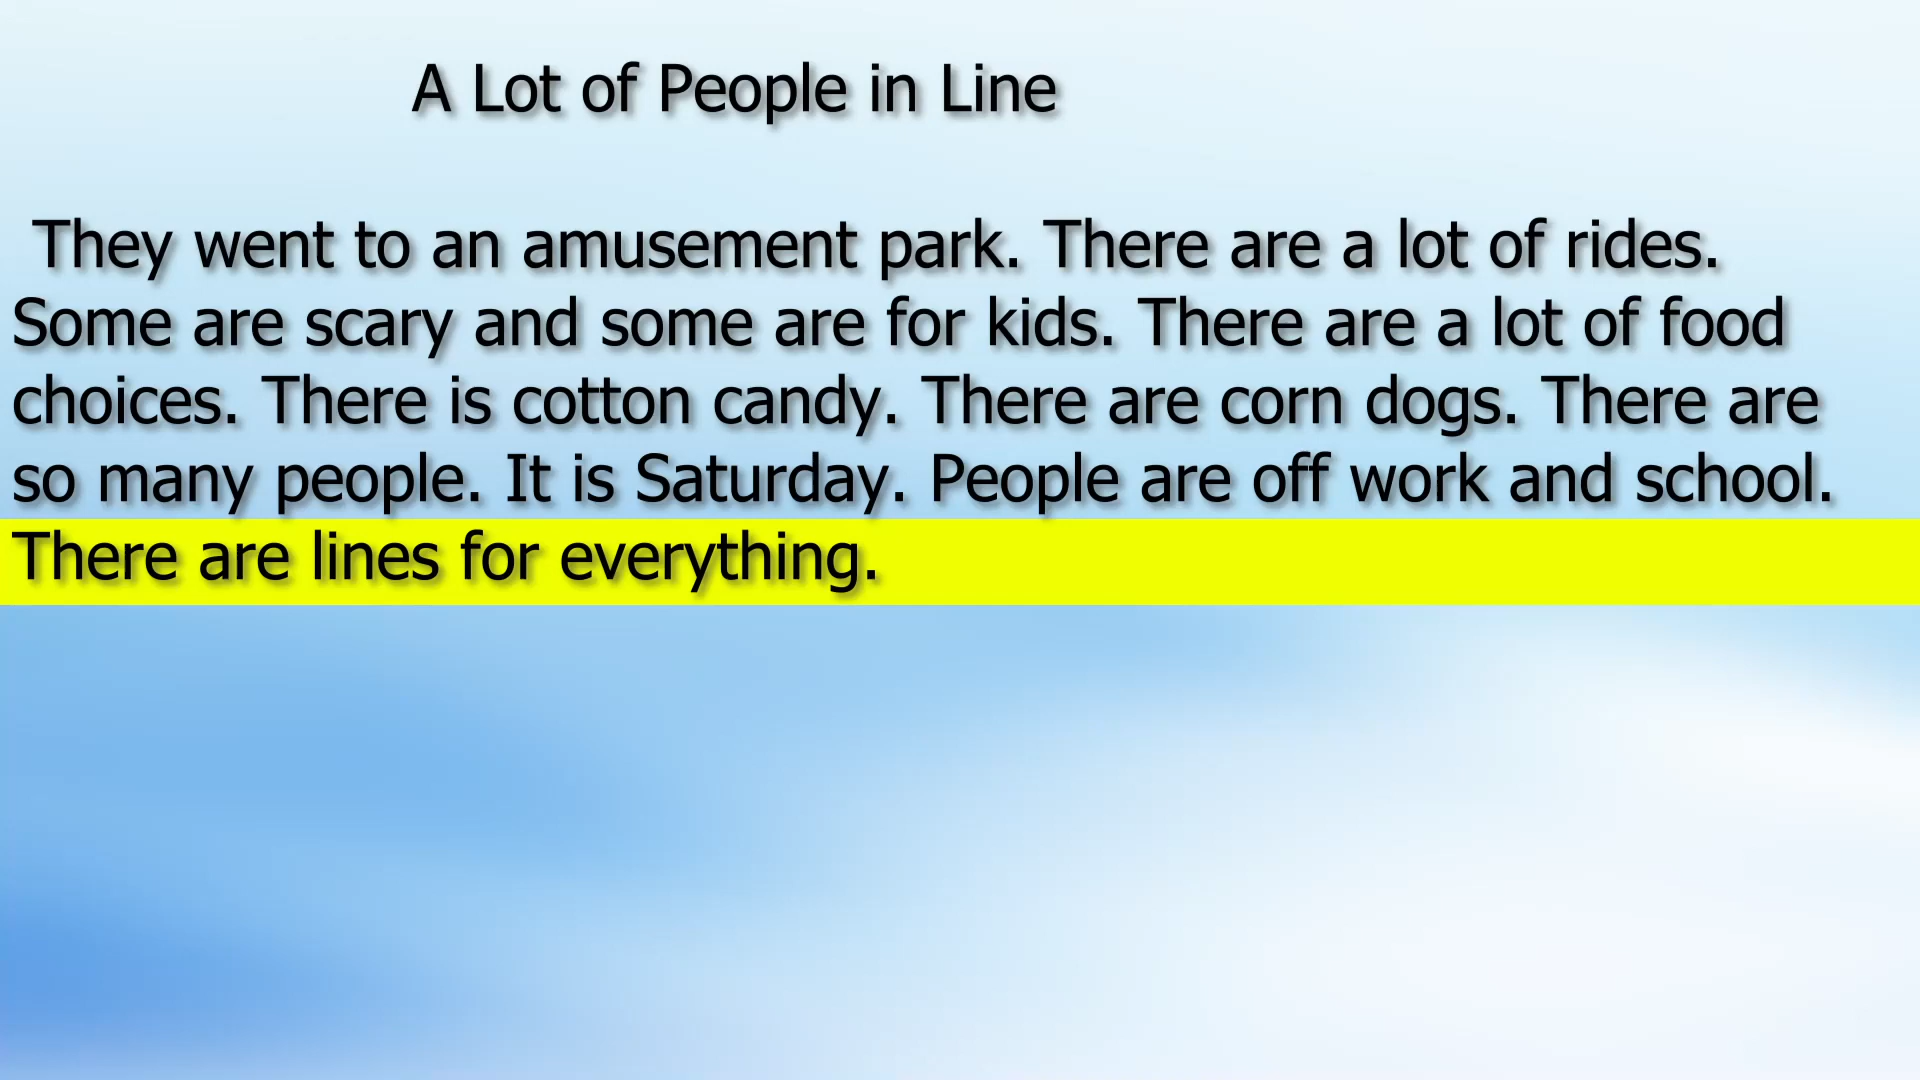 A Lot of People in Line
They went to an amusement park. There are a lot of rides.
Some are scary and some are for kids. There are a lot of food
choices. There is cotton candy. There are corn dogs. There are
so many people. It is Saturday. People are off work and school.
There are lines for everything.